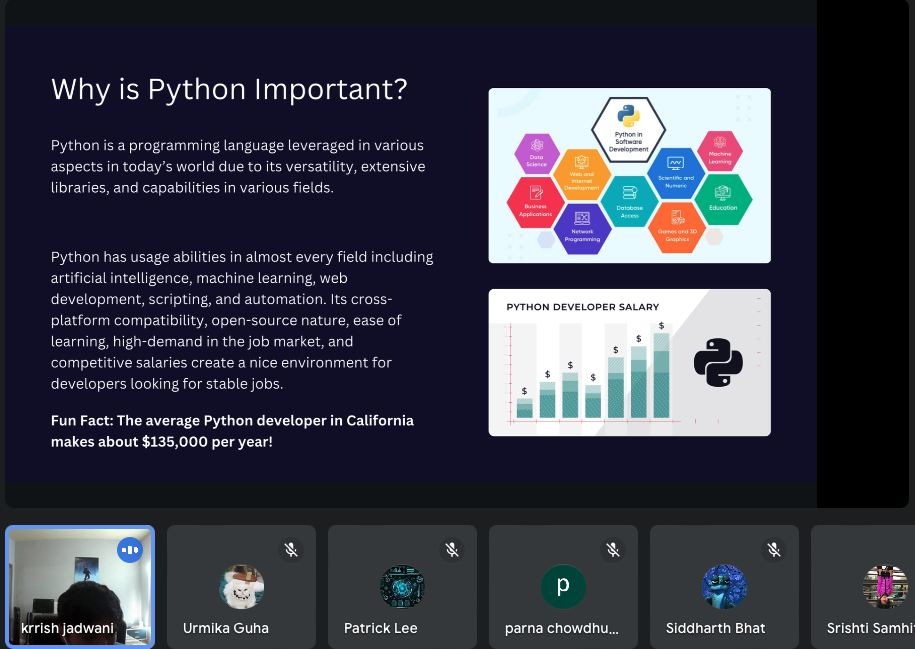 Why is Python Important?
Python is a programming language leveraged in various
aspects in today's world due to its versatility, extensive
libraries, and capabilities in various fields.
Python has usage abilities in almost every field including
artificial intelligence, machine learning, web
development, scripting, and automation. Its cross-
platform compatibility, open-source nature, ease of
learning, high-demand in the job market, and
competitive salaries create a nice environment for
developers looking for stable jobs.
Fun Fact: The average Python developer in California
makes about $135,000 per year!
Python in
Software
Development
Data
Science
Web and
Internet
Development
Scientific and
Numeric
Machine
Learning
Business
Applications
Database
Access
Education
Network
Programming
Games and 3D
Graphics
PYTHON DEVELOPER SALARY
$
$
$
$
$
$
$
krrish jadwani
Urmika Guha
Patrick Lee
p
parna chowdhu...
Siddharth Bhat
Srishti Samhi